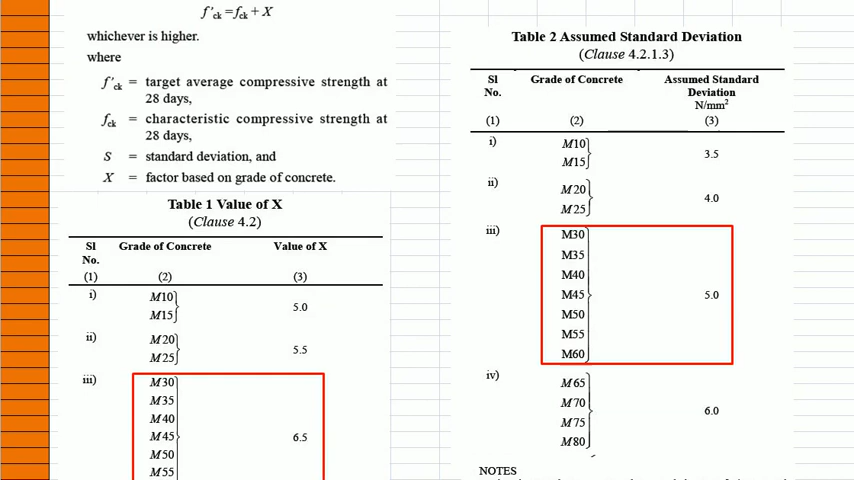 f'ck = fck + X
whichever is higher.
where
f'ck = target average compressive strength at
28 days,
fck = characteristic compressive strength at
28 days,
S = standard deviation, and
X = factor based on grade of concrete.
Table 1 Value of X
(Clause 4.2)
Sl Grade of Concrete Value of X
No.
(1) (2) (3)
i) M10
M15 5.0
ii) M20
M25 5.5
iii) M30
M35
M40
M45 6.5
M50
M55
Table 2 Assumed Standard Deviation
(Clause 4.2.1.3)
Sl Grade of Concrete Assumed Standard
No. Deviation
N/mm²
(1) (2) (3)
i) M10
M15 3.5
ii) M20
M25 4.0
iii) M30
M35
M40
M45 5.0
M50
M55
M60
iv) M65
M70 6.0
M75
M80
NOTES